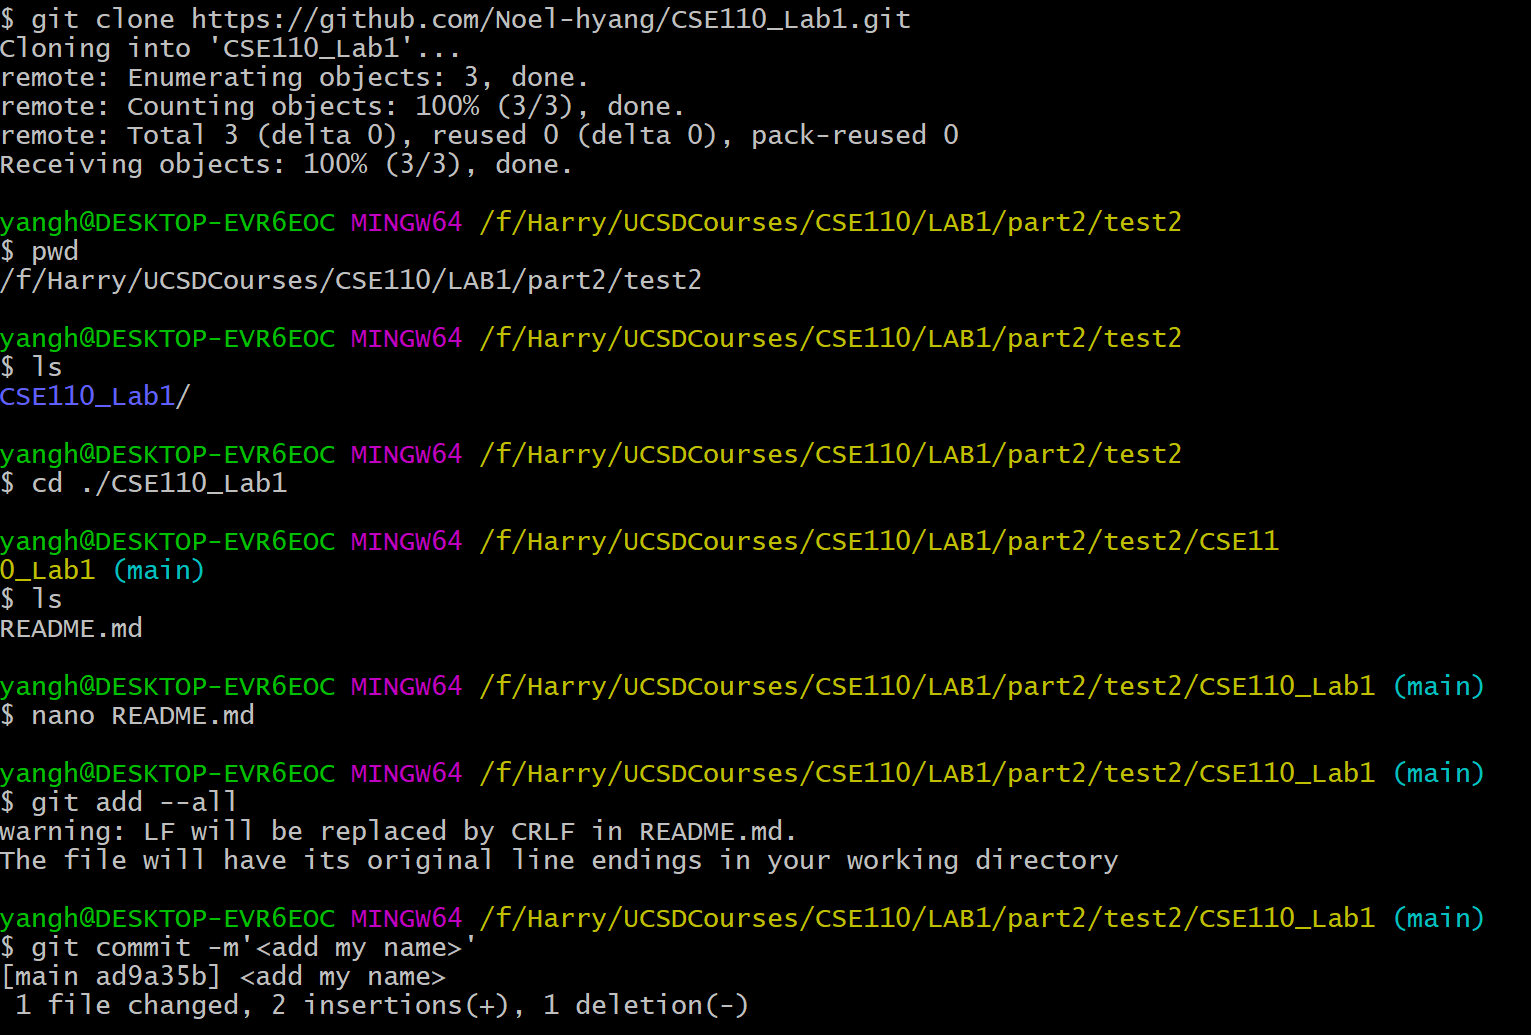 $ git clone https://github.com/Noel-hyang/CSE110_Lab1.git
Cloning into 'CSE110_Lab1'...
remote: Enumerating objects: 3, done.
remote: Counting objects: 100% (3/3), done.
remote: Total 3 (delta 0), reused 0 (delta 0), pack-reused 0
Receiving objects: 100% (3/3), done.
yangh@DESKTOP-EVR6EOC MINGW64 /f/Harry/UCSDCourses/CSE110/LAB1/part2/test2
$ pwd
/f/Harry/UCSDCourses/CSE110/LAB1/part2/test2
yangh@DESKTOP-EVR6EOC MINGW64 /f/Harry/UCSDCourses/CSE110/LAB1/part2/test2
$ ls
CSE110_Lab1/
yangh@DESKTOP-EVR6EOC MINGW64 /f/Harry/UCSDCourses/CSE110/LAB1/part2/test2
$ cd ./CSE110_Lab1
yangh@DESKTOP-EVR6EOC MINGW64 /f/Harry/UCSDCourses/CSE110/LAB1/part2/test2/CSE11
0_Lab1 (main)
$ ls
README.md
yangh@DESKTOP-EVR6EOC MINGW64 /f/Harry/UCSDCourses/CSE110/LAB1/part2/test2/CSE110_Lab1 (main)
$ nano README.md
yangh@DESKTOP-EVR6EOC MINGW64 /f/Harry/UCSDCourses/CSE110/LAB1/part2/test2/CSE110_Lab1 (main)
$ git add --all
warning: LF will be replaced by CRLF in README.md.
The file will have its original line endings in your working directory
yangh@DESKTOP-EVR6EOC MINGW64 /f/Harry/UCSDCourses/CSE110/LAB1/part2/test2/CSE110_Lab1 (main)
$ git commit -m'<add my name>'
[main ad9a35b] <add my name>
 1 file changed, 2 insertions(+), 1 deletion(-)